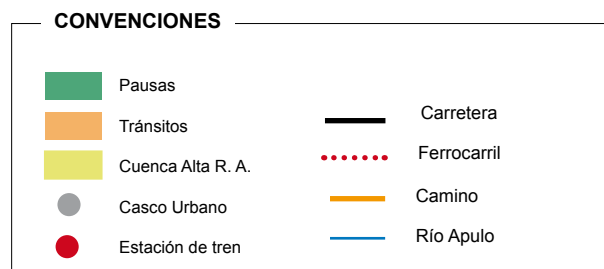 CONVENCIONES
Pausas
Tránsitos
Cuenca Alta R. A.
Casco Urbano
Estación de tren
Carretera
Ferrocarril
Camino
Río Apulo